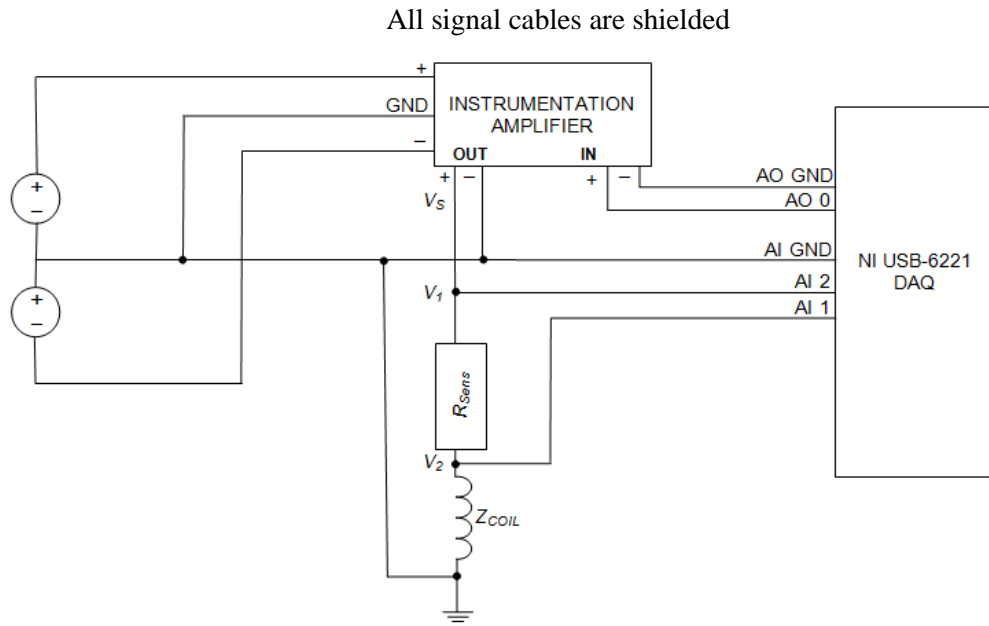 All signal cables are shielded
+
GND
−
INSTRUMENTATION
AMPLIFIER
OUT
IN
+
−
+
−
V_S
AO GND
AO 0
AI GND
AI 2
AI 1
NI USB-6221
DAQ
+
−
+
−
V_1
R_Sens
V_2
Z_COIL